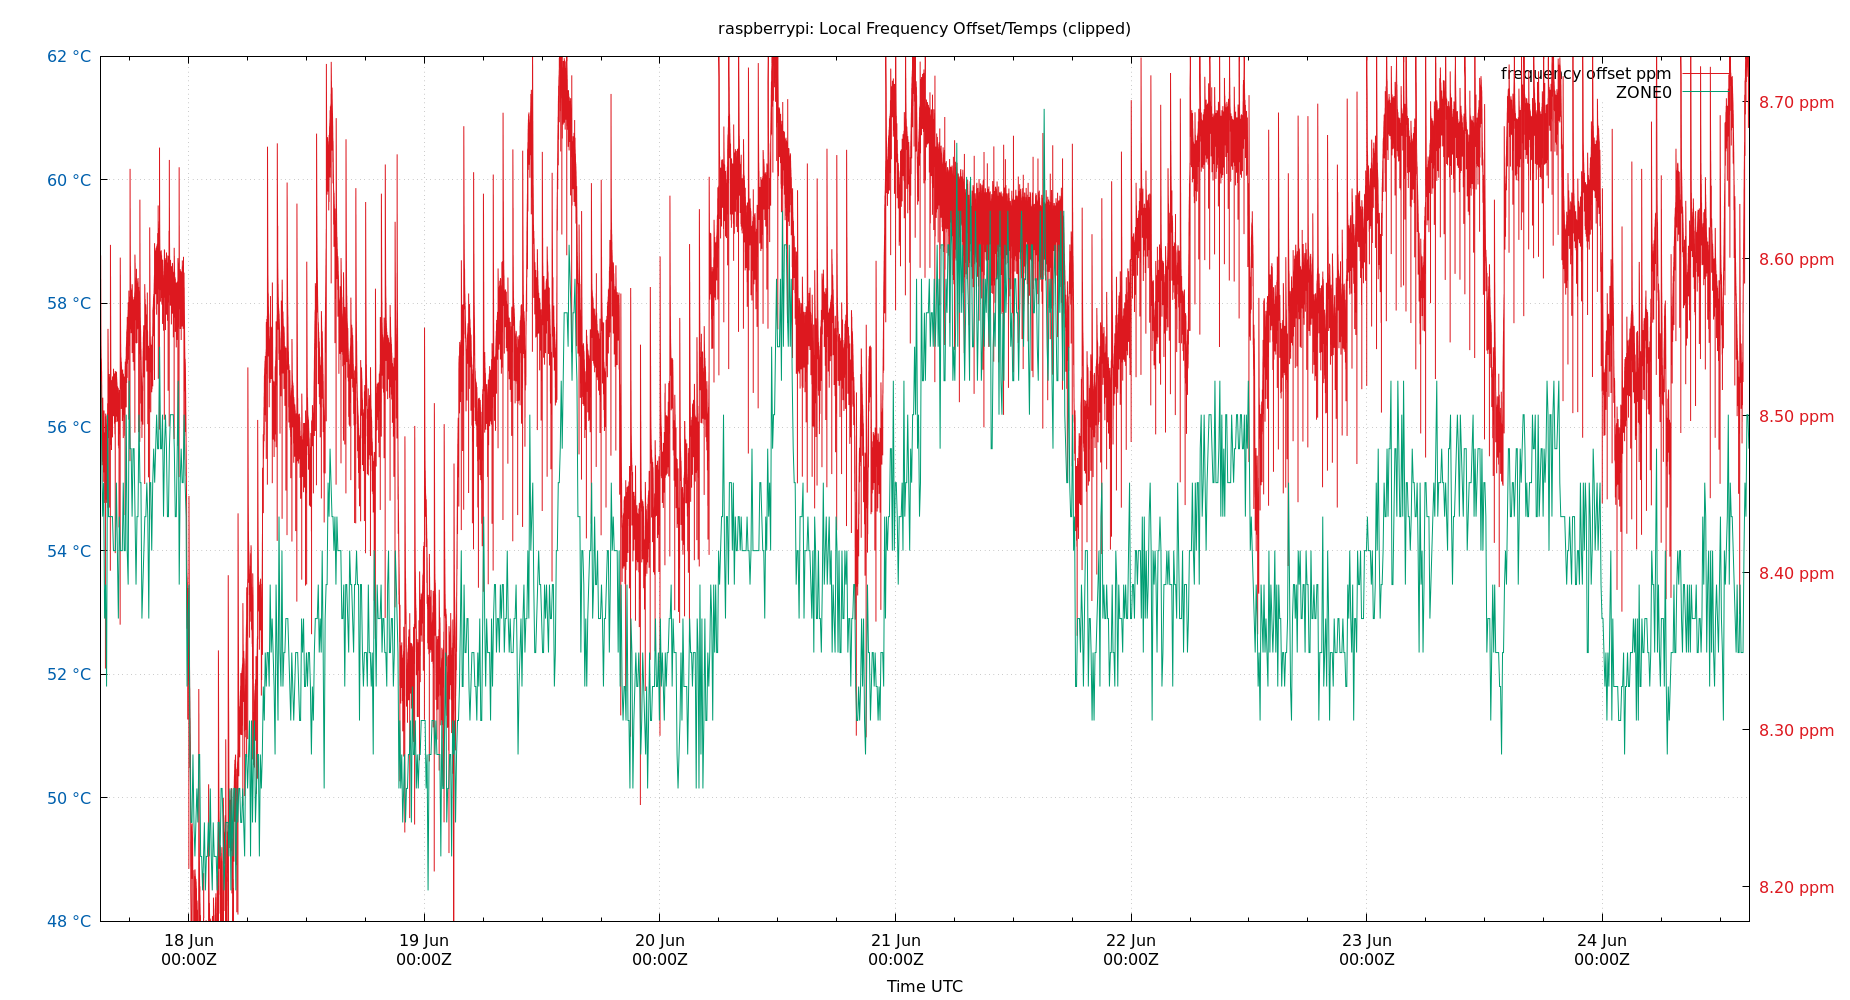 raspberrypi: Local Frequency Offset/Temps (clipped)
62 °C
60 °C
58 °C
56 °C
54 °C
52 °C
50 °C
48 °C
frequency offset ppm
ZONE0
8.70 ppm
8.60 ppm
8.50 ppm
8.40 ppm
8.30 ppm
8.20 ppm
18 Jun
00:00Z
19 Jun
00:00Z
20 Jun
00:00Z
21 Jun
00:00Z
22 Jun
00:00Z
23 Jun
00:00Z
24 Jun
00:00Z
Time UTC